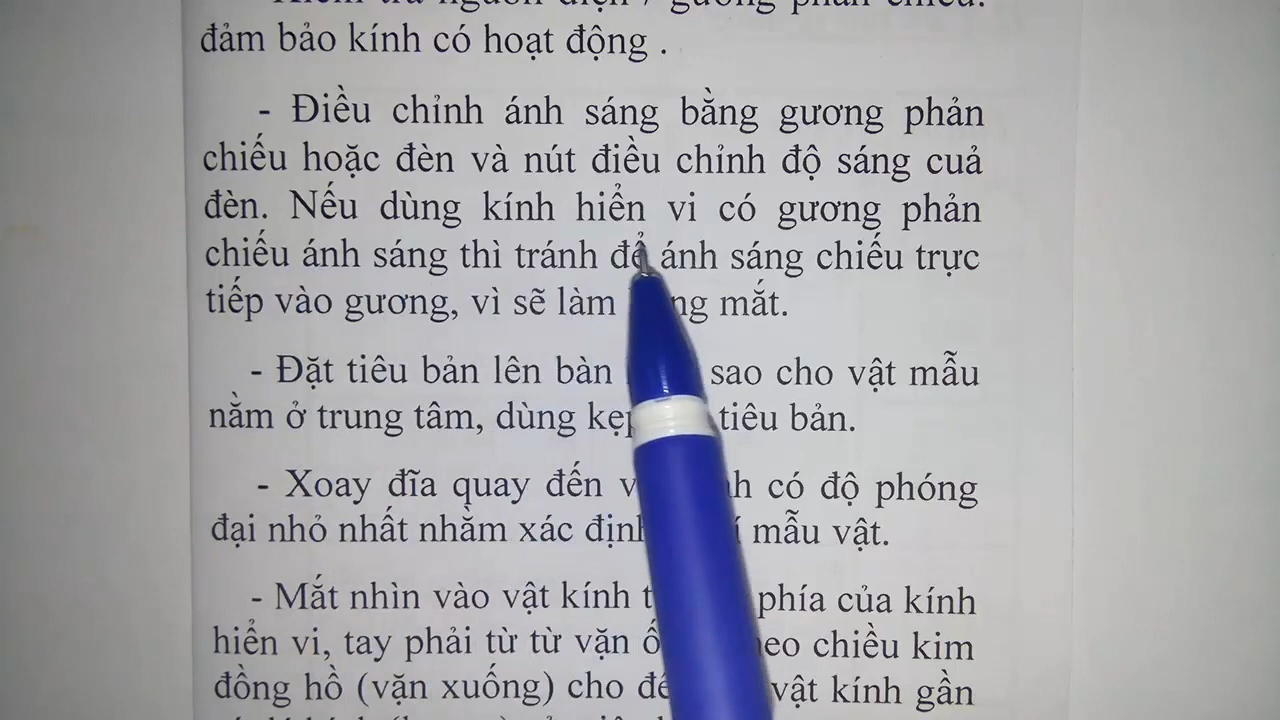 đảm bảo kính có hoạt động .
- Điều chỉnh ánh sáng bằng gương phản
chiếu hoặc đèn và nút điều chỉnh độ sáng cuả
đèn. Nếu dùng kính hiển vi có gương phản
chiếu ánh sáng thì tránh để ánh sáng chiếu trực
tiếp vào gương, vì sẽ làm mắt.
- Đặt tiêu bản lên bàn sao cho vật mẫu
nằm ở trung tâm, dùng kẹp tiêu bản.
- Xoay đĩa quay đến có độ phóng
đại nhỏ nhất nhằm xác định mẫu vật.
- Mắt nhìn vào vật kính phía của kính
hiển vi, tay phải từ từ vặn theo chiều kim
đồng hồ (vặn xuống) cho vật kính gần